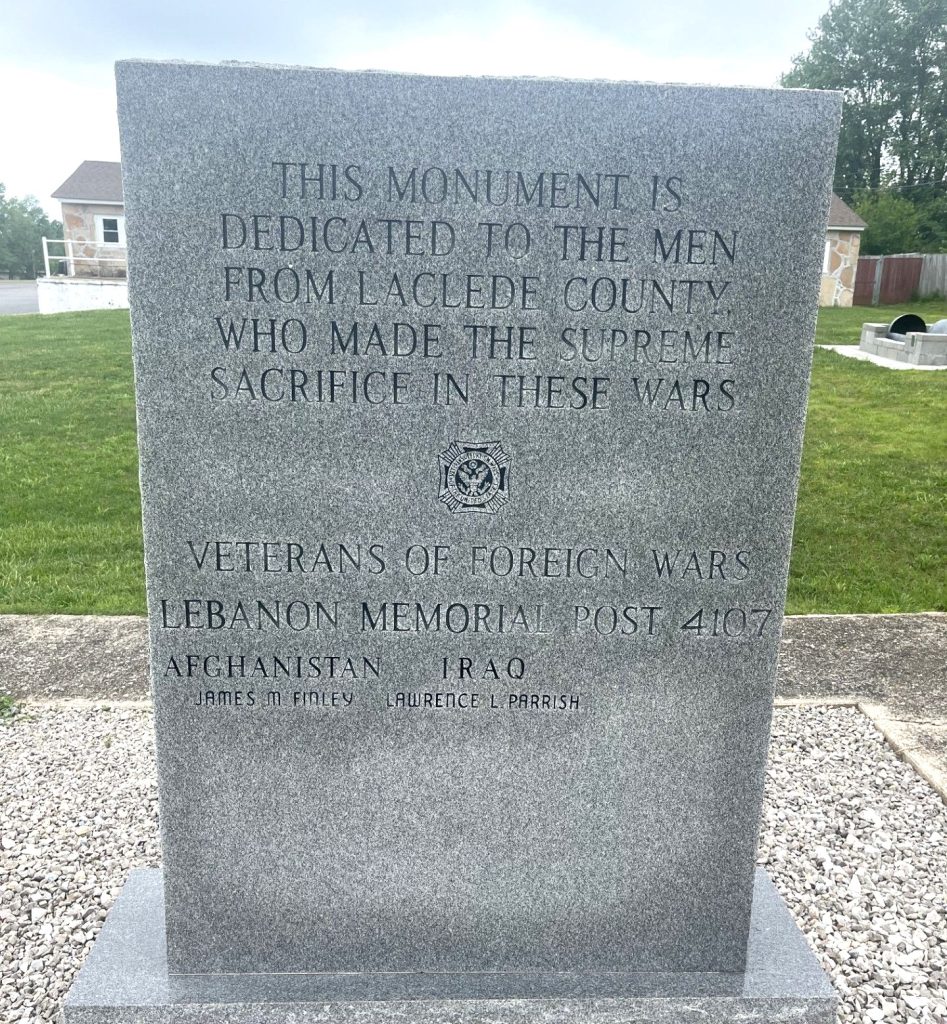 THIS MONUMENT IS
DEDICATED TO THE MEN
FROM LACLEDE COUNTY,
WHO MADE THE SUPREME
SACRIFICE IN THESE WARS
VETERANS OF FOREIGN WARS
LEBANON MEMORIAL POST 4107
AFGHANISTAN IRAQ
JAMES M. FINLEY LAWRENCE L. PARRISH